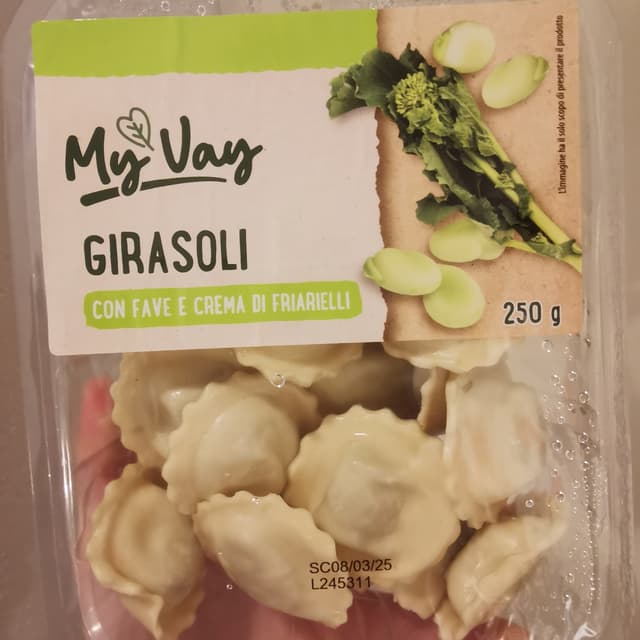 My Vay
GIRASOLI
CON FAVE E CREMA DI FRIARIELLI
250 g
L'immagine ha il solo scopo di presentare il prodotto
SC08/03/25
L245311